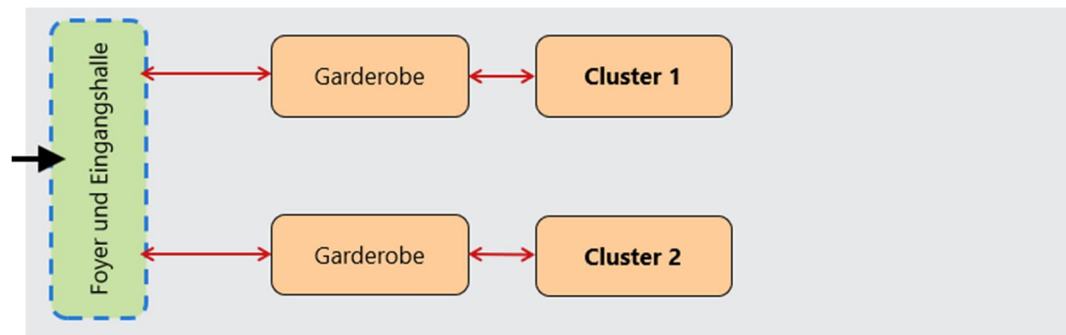 Foyer und Eingangshalle
Garderobe
Cluster 1
Garderobe
Cluster 2